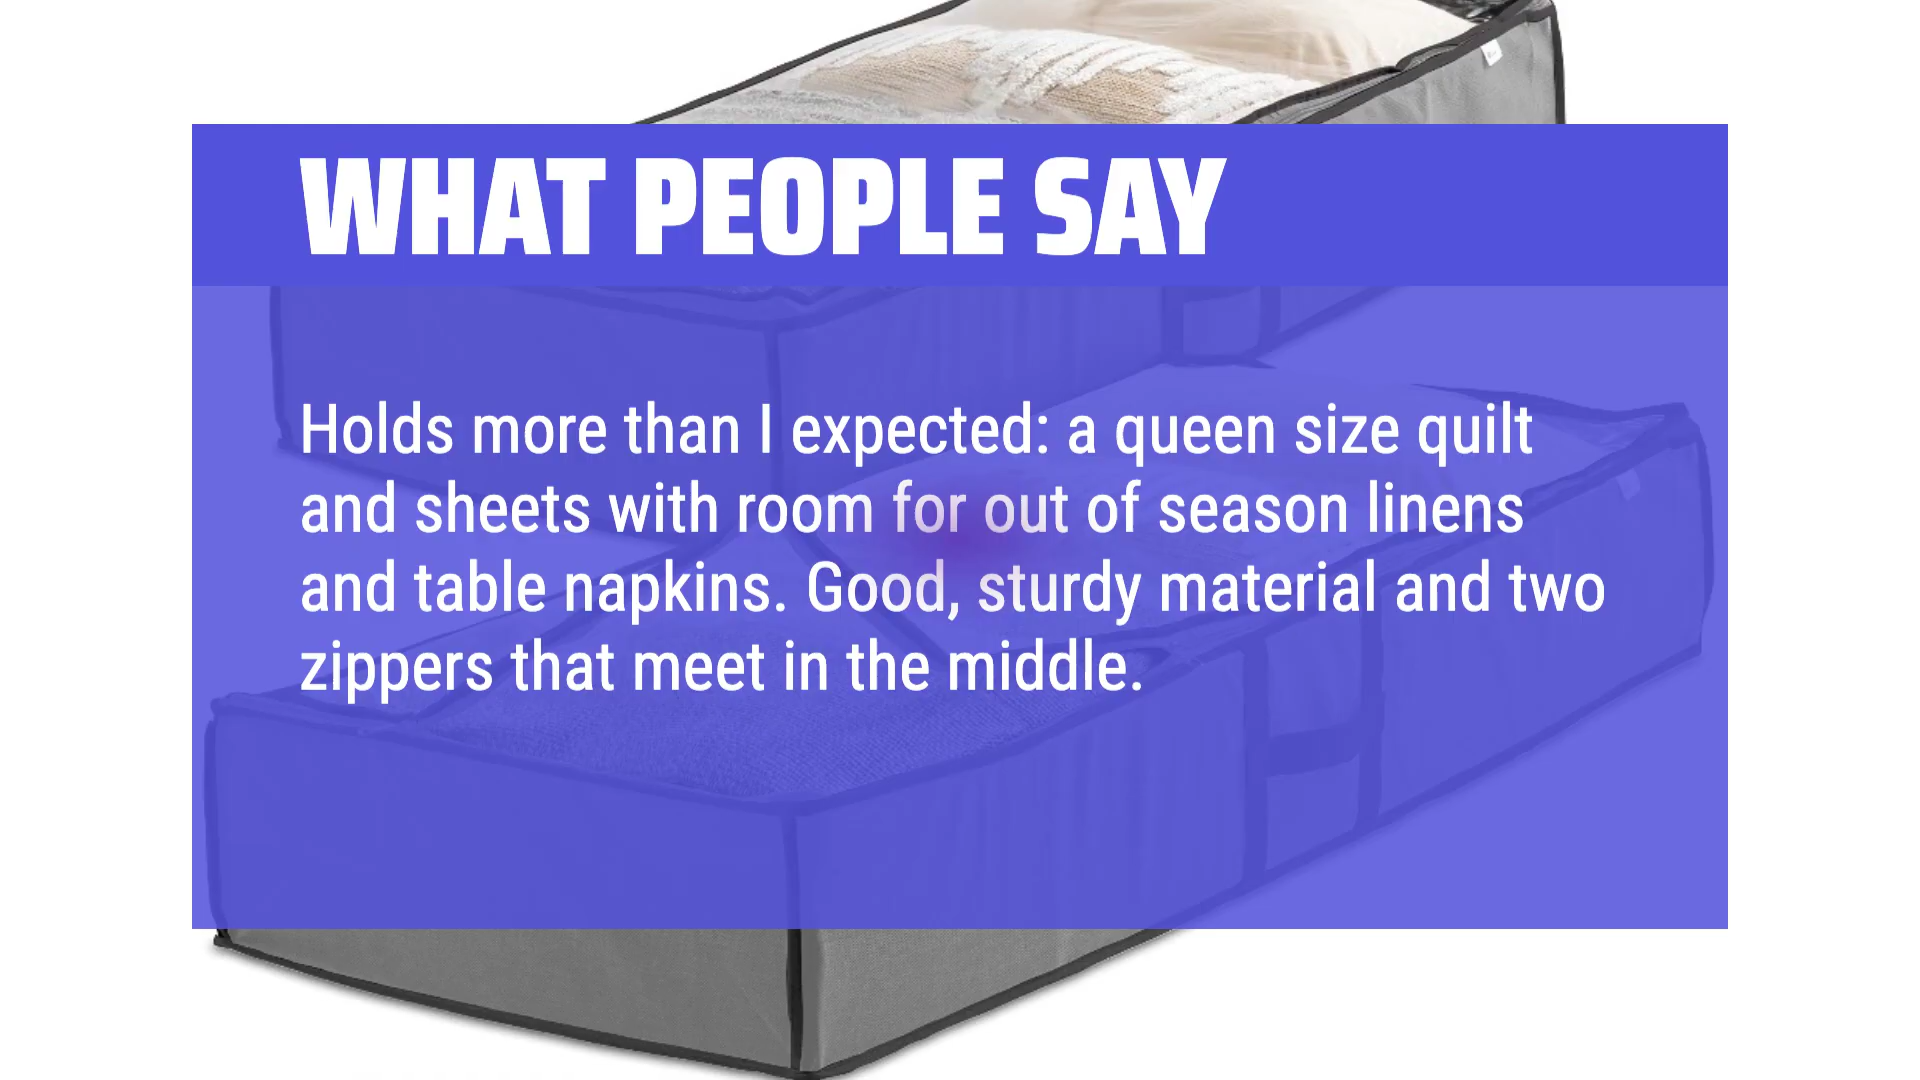 WHAT PEOPLE SAY
Holds more than I expected: a queen size quilt
and sheets with room for out of season linens
and table napkins. Good, sturdy material and two
zippers that meet in the middle.